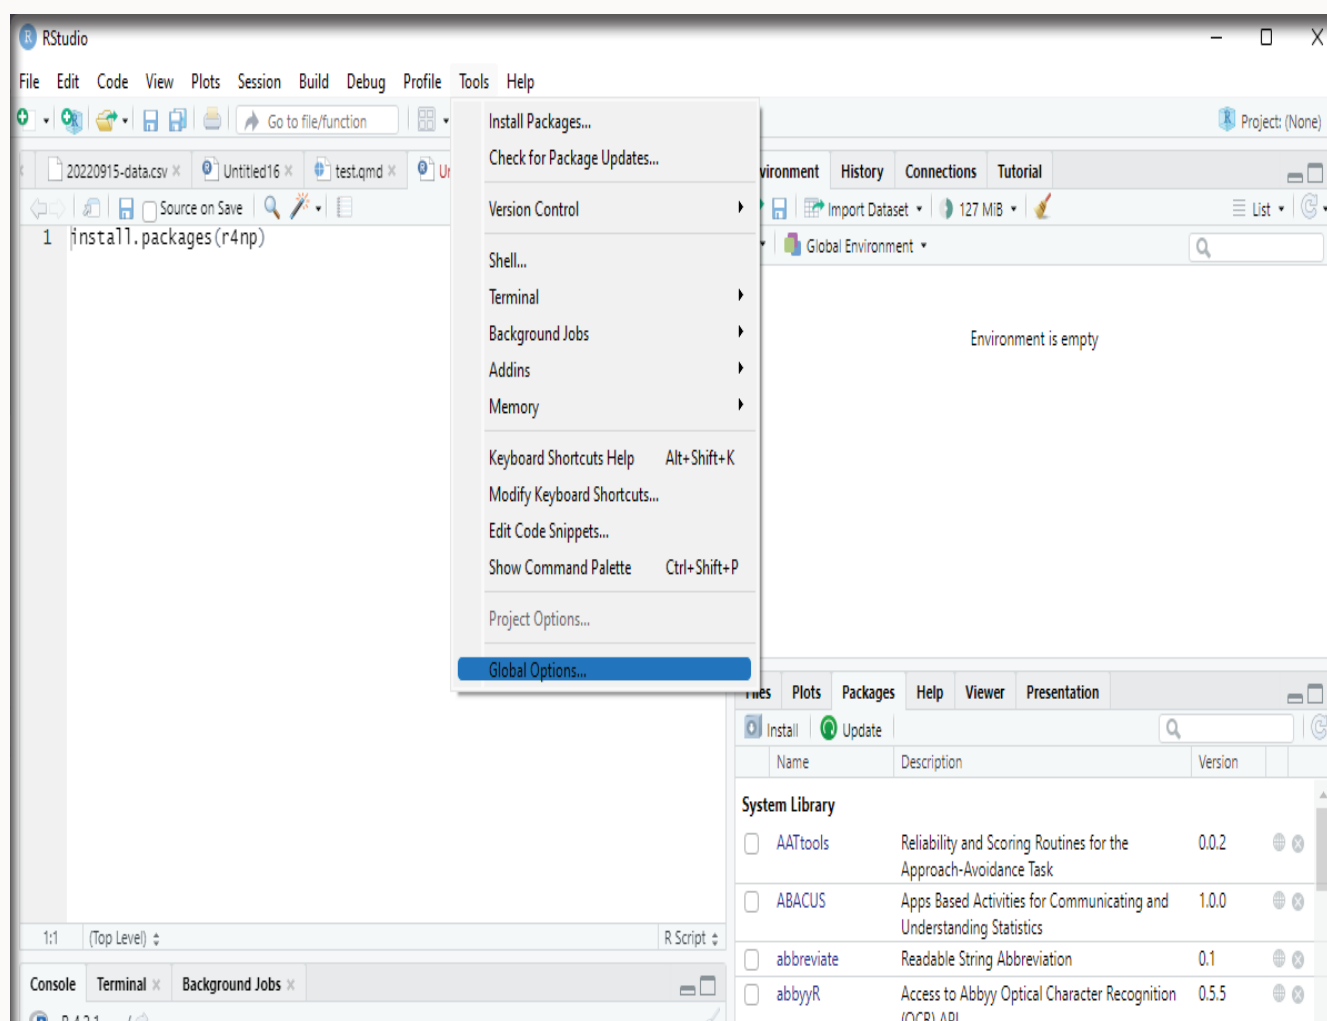 RStudio
File Edit Code View Plots Session Build Debug Profile Tools Help
Go to file/function
Project: (None)
20220915-data.csv Untitled16 test.qmd
Source on Save
1 install.packages(r4np)
1:1 (Top Level) R Script
Console Terminal Background Jobs
Install Packages...
Check for Package Updates...
Version Control
Shell...
Terminal
Background Jobs
Addins
Memory
Keyboard Shortcuts Help Alt+Shift+K
Modify Keyboard Shortcuts...
Edit Code Snippets...
Show Command Palette Ctrl+Shift+P
Project Options...
Global Options...
vironment History Connections Tutorial
Import Dataset 127 MiB List
Global Environment
Environment is empty
Plots Packages Help Viewer Presentation
Install Update
Name Description Version
System Library
AATtools Reliability and Scoring Routines for the 0.0.2
Approach-Avoidance Task
ABACUS Apps Based Activities for Communicating and 1.0.0
Understanding Statistics
abbreviate Readable String Abbreviation 0.1
abbyyR Access to Abbyy Optical Character Recognition 0.5.5
(OCR) API